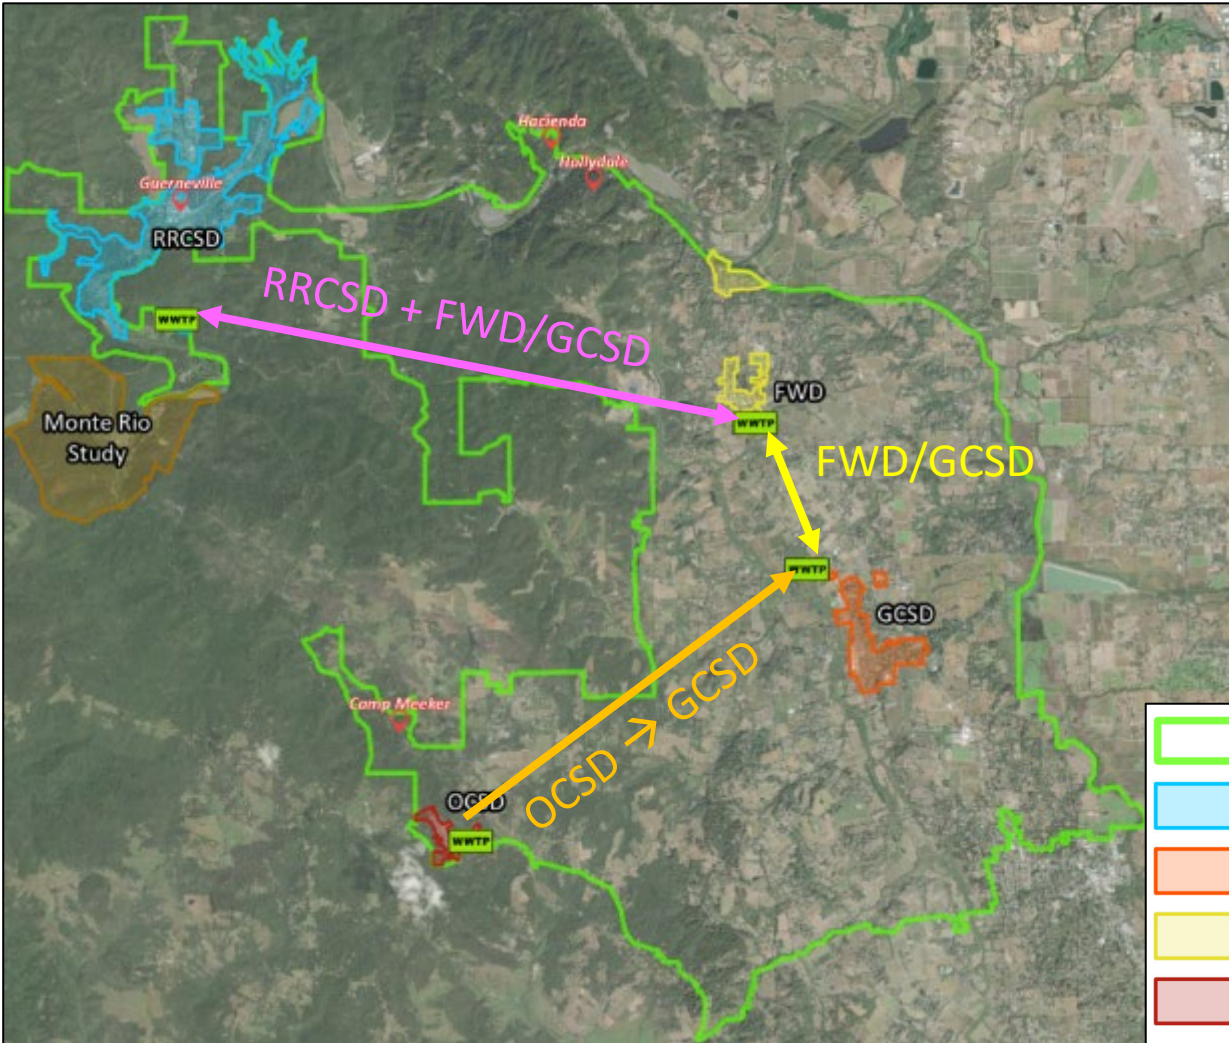 Hacienda
Hollydale
Guerneville
RRCSD
RRCSD + FWD/GCSD
WWTP
Monte Rio
Study
FWD
WWTP
FWD/GCSD
WWTP
GCSD
Camp Meeker
OCSD → GCSD
OCSD
WWTP